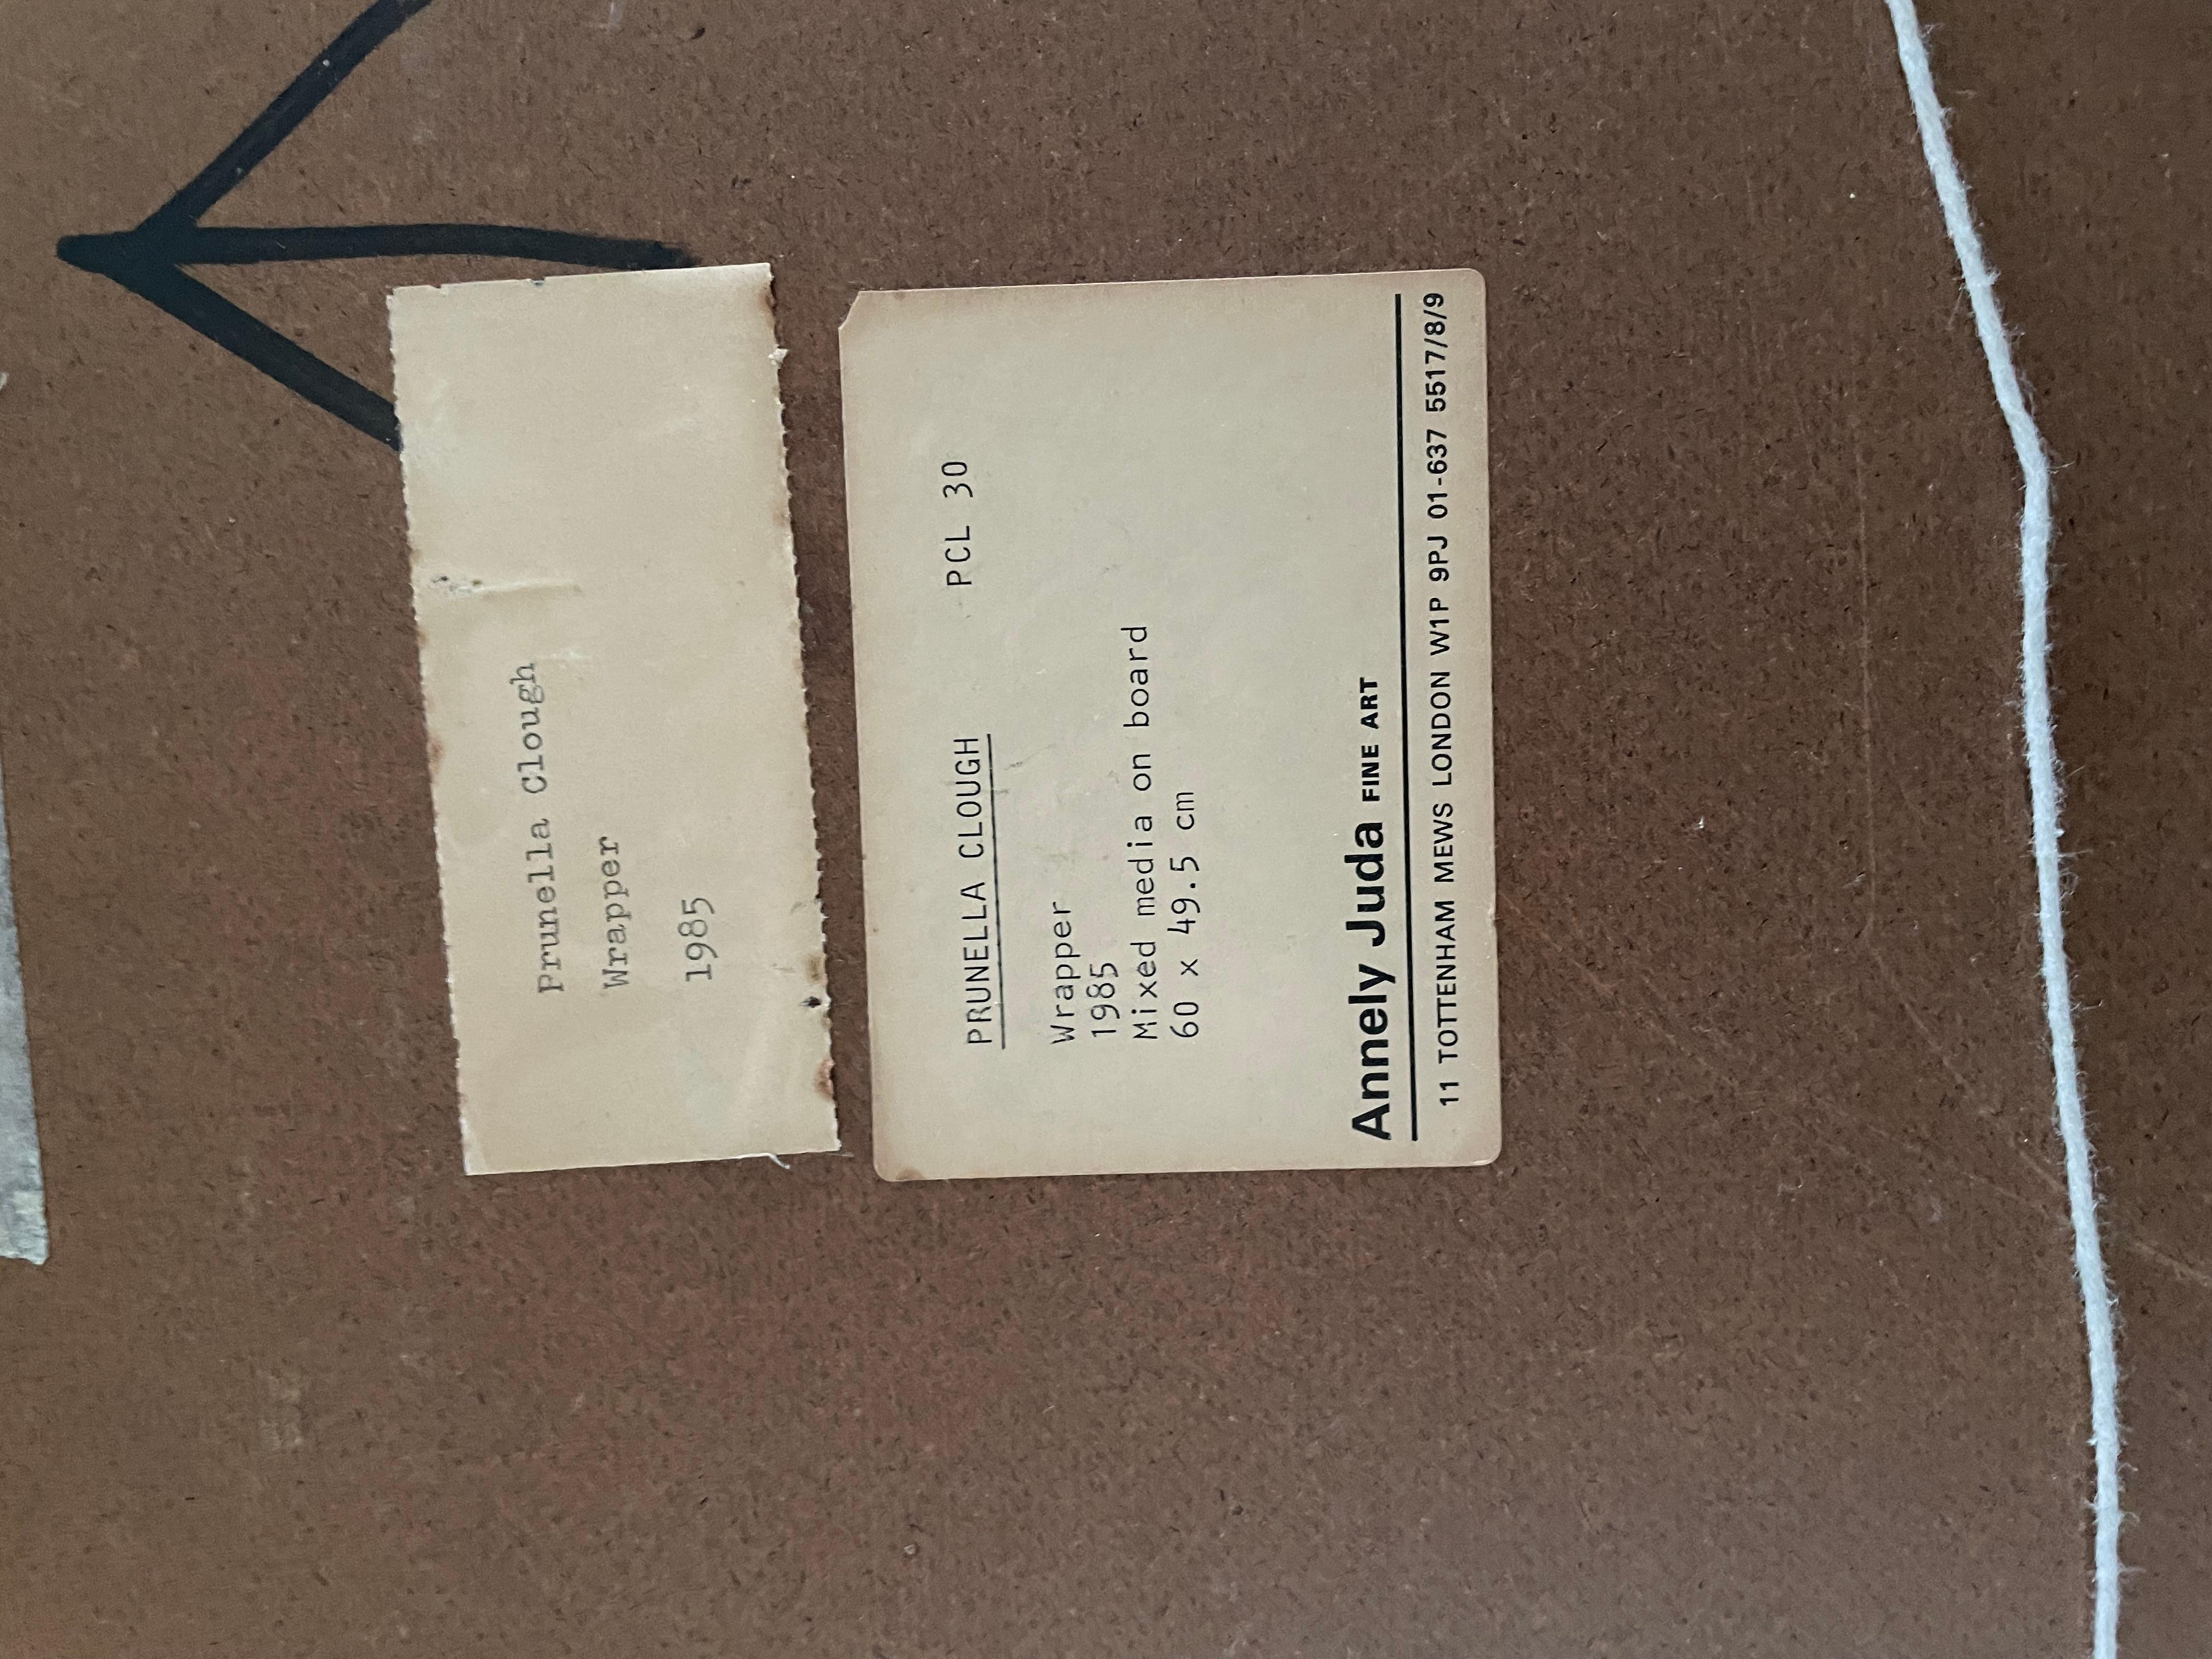 Prunella Clough
Wrapper
1985
PRUNELLA CLOUGH PCL 30
Wrapper
1985
Mixed media on board
60 x 49.5 cm
Annely Juda FINE ART
11 TOTTENHAM MEWS LONDON W1P 9PJ 01-637 5517/8/9